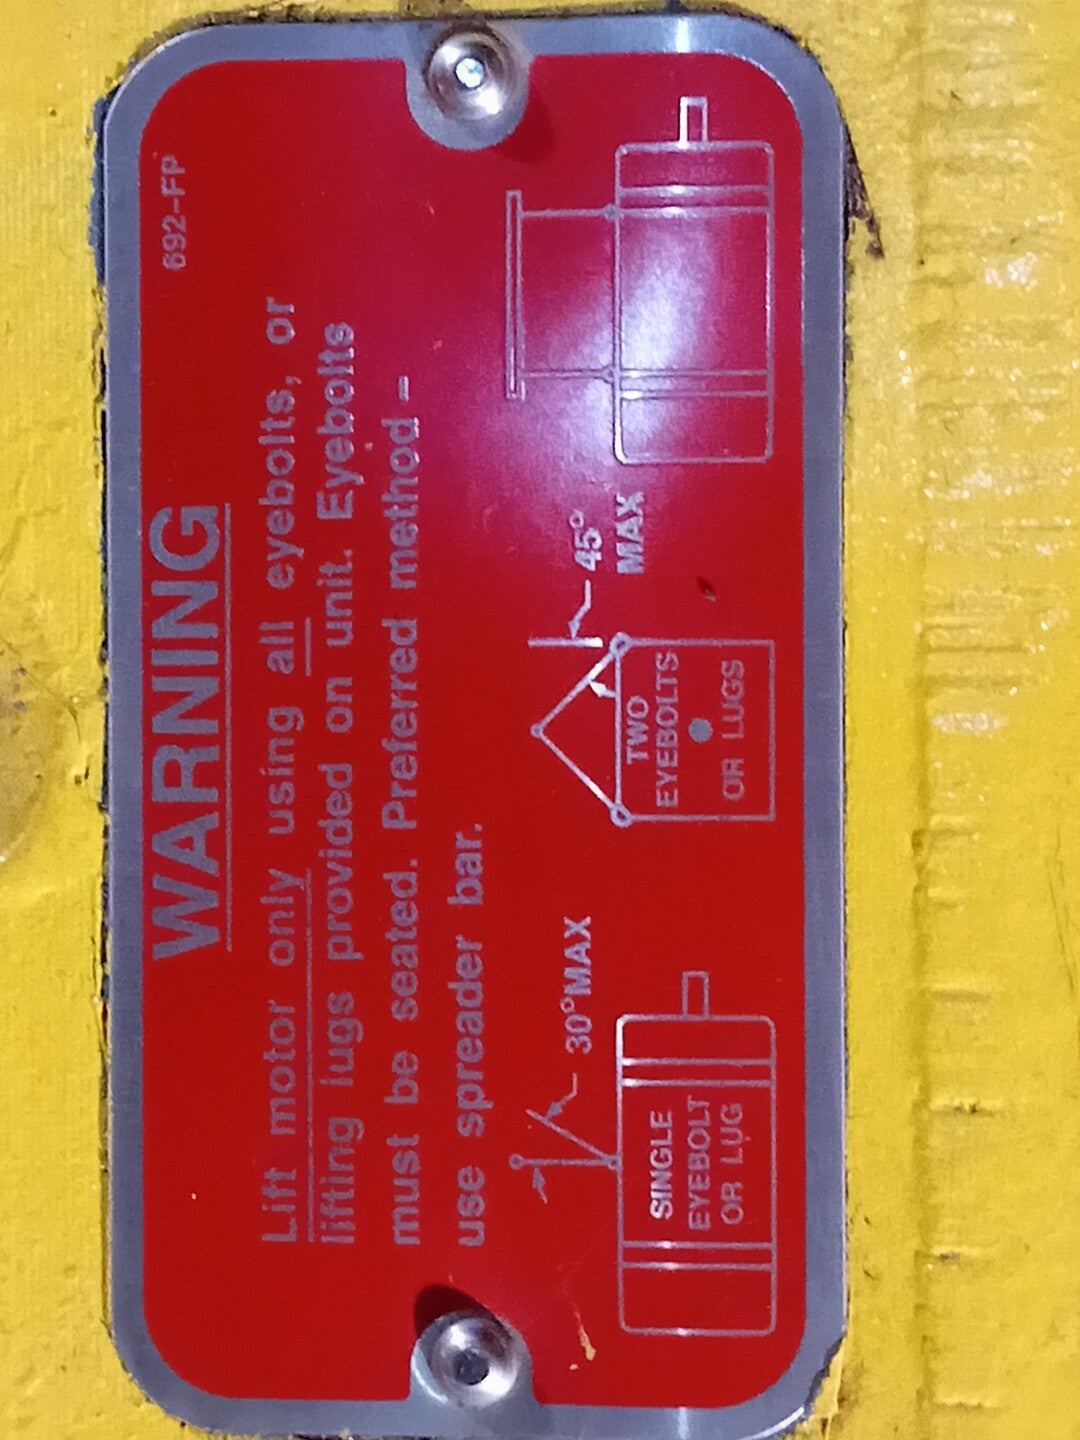 692-FP
WARNING
Lift motor only using all eyebolts, or
lifting lugs provided on unit. Eyebolts
must be seated. Preferred method -
use spreader bar.
30°MAX
SINGLE
EYEBOLT
OR LUG
45°
MAX
TWO
EYEBOLTS
OR LUGS